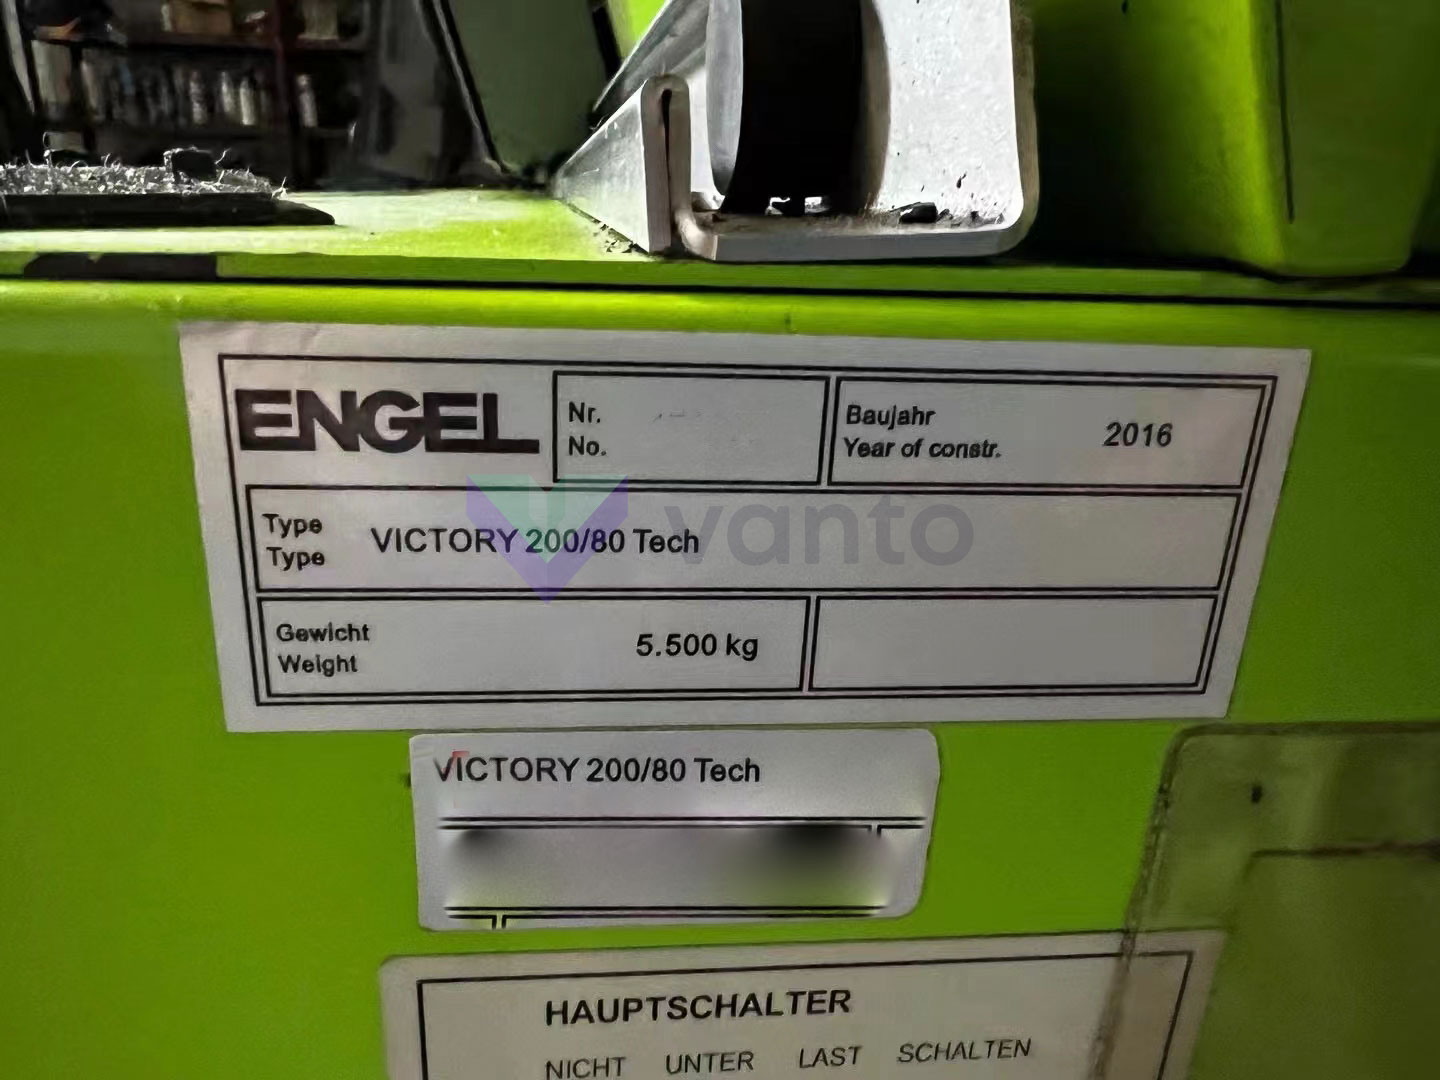 ENGEL
Nr.
No.
Baujahr
Year of constr.
2016
Type
Type
VICTORY 200/80 Tech
vanto
Gewicht
Weight
5.500 kg
VICTORY 200/80 Tech
HAUPTSCHALTER
NICHT UNTER LAST SCHALTEN